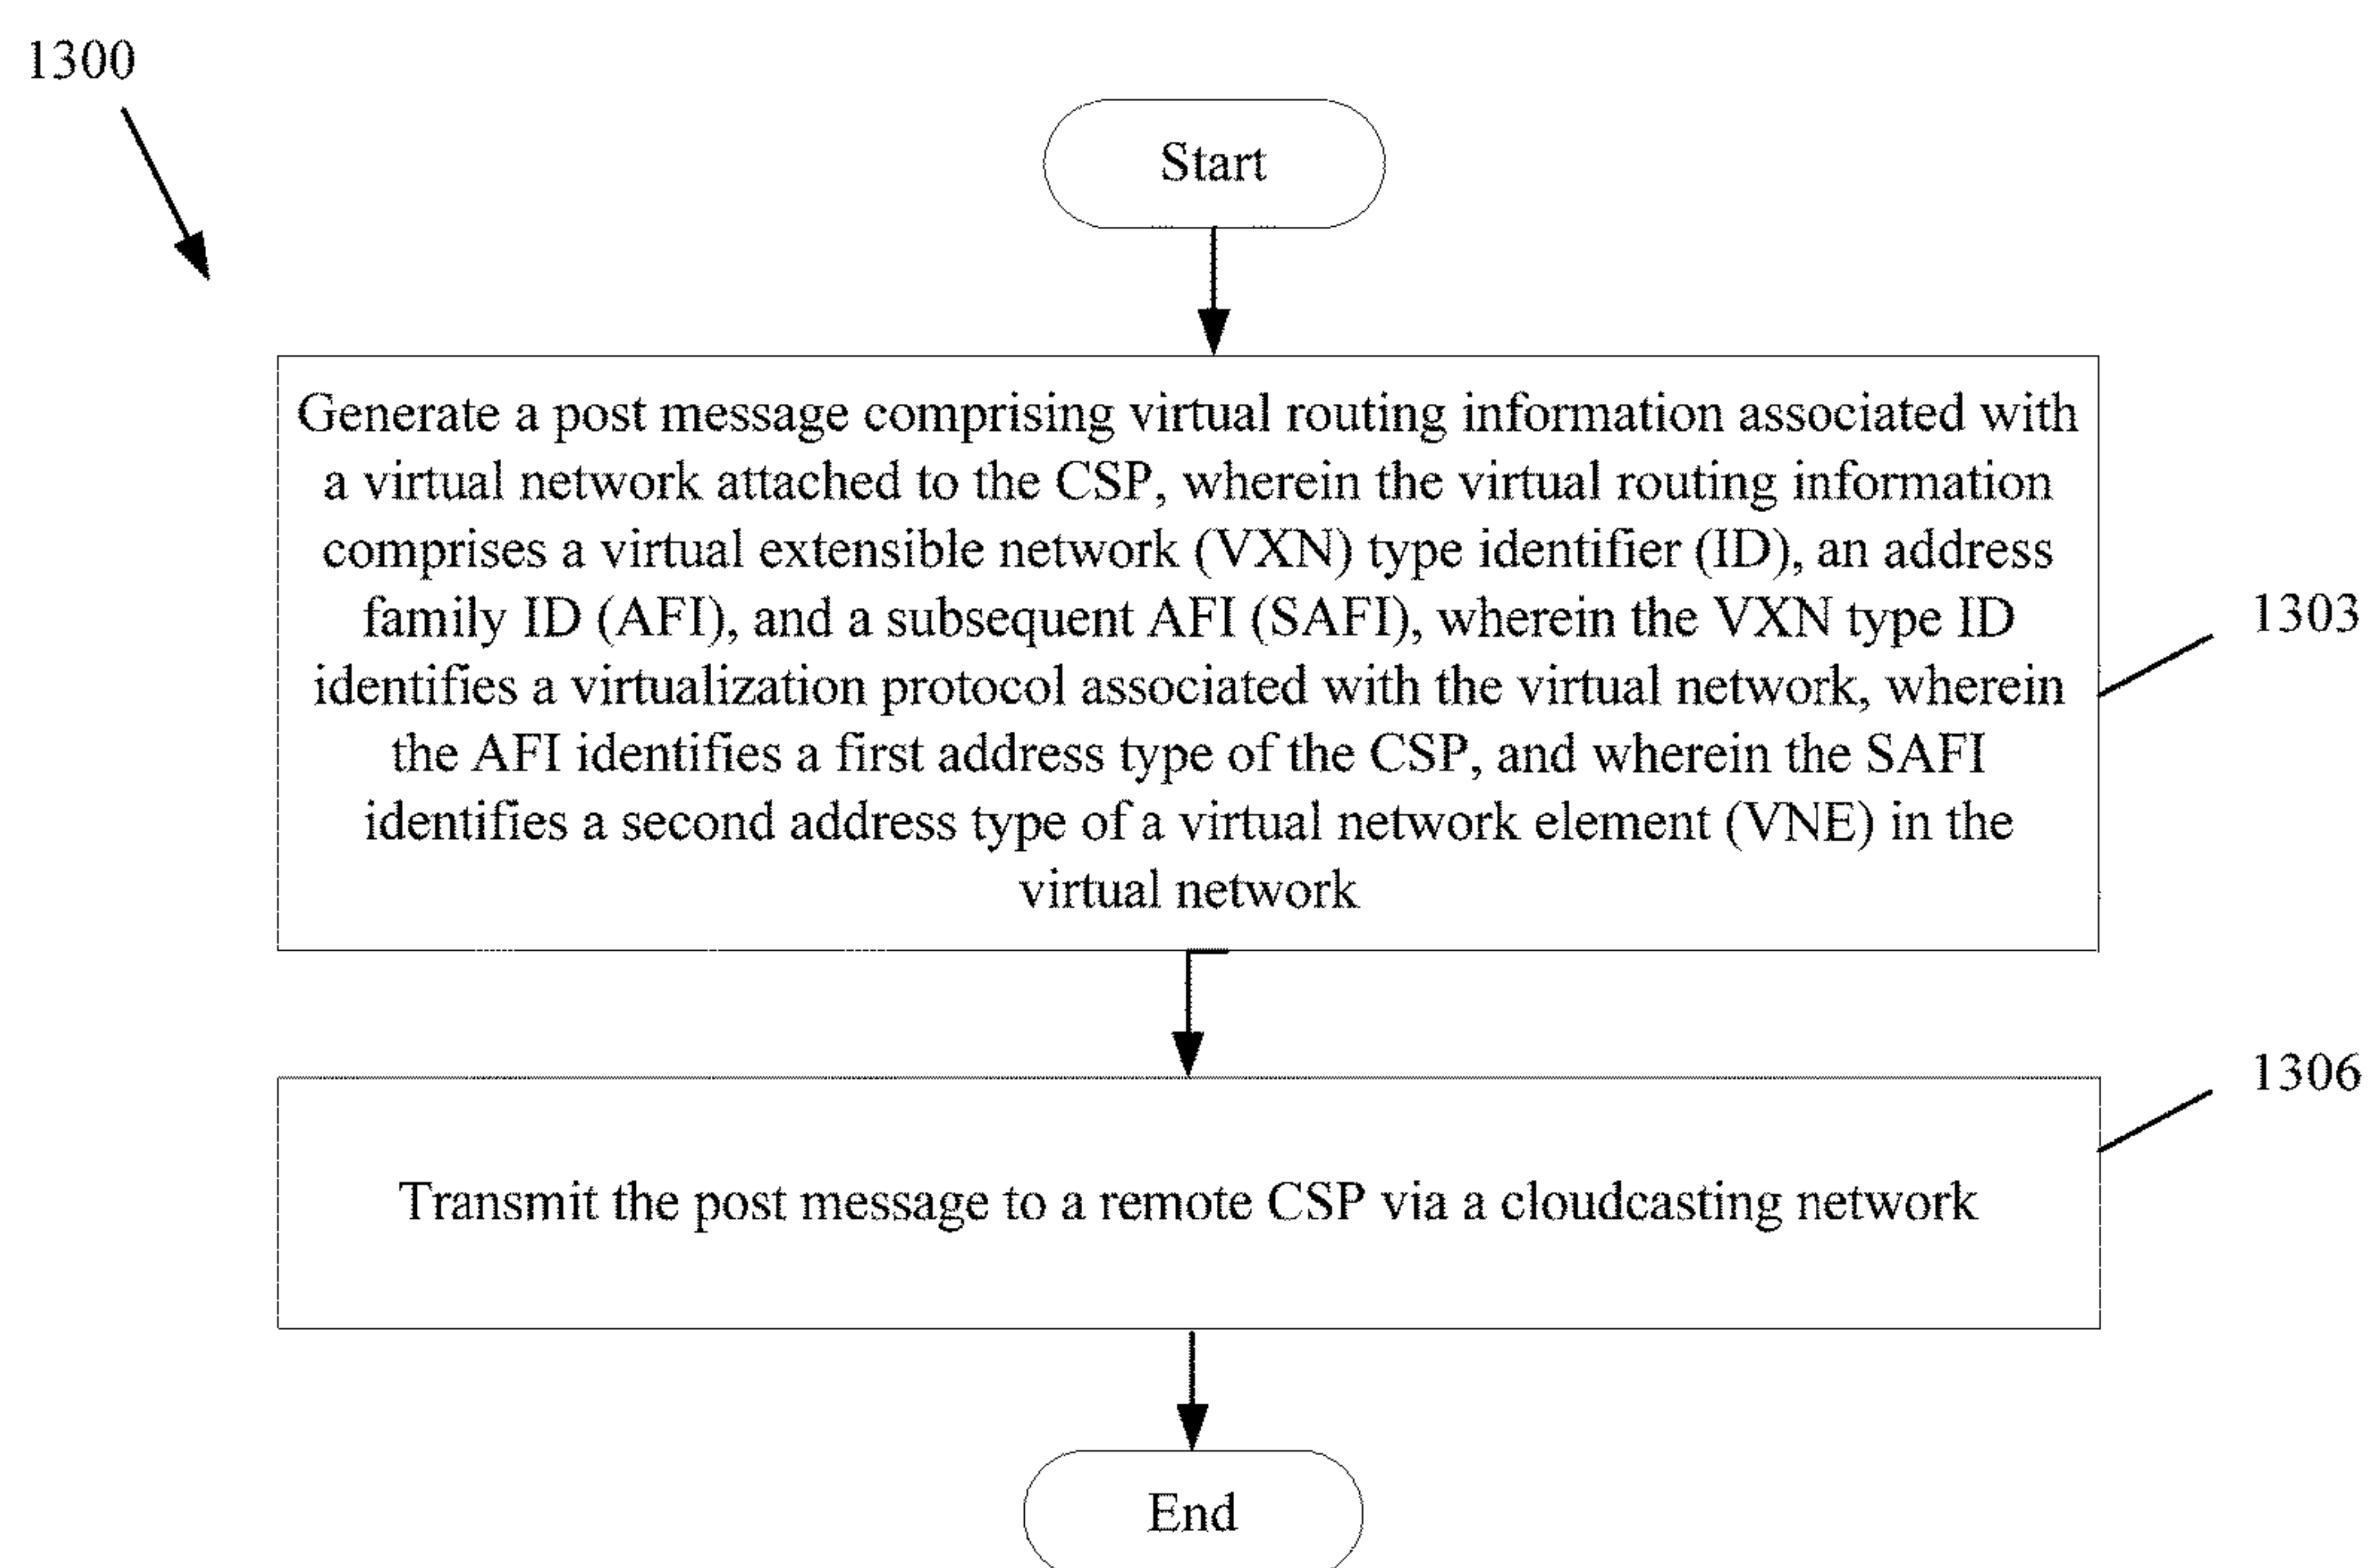 1300
Start
Generate a post message comprising virtual routing information associated with
a virtual network attached to the CSP, wherein the virtual routing information
comprises a virtual extensible network (VXN) type identifier (ID), an address
family ID (AFI), and a subsequent AFI (SAFI), wherein the VXN type ID
identifies a virtualization protocol associated with the virtual network, wherein
the AFI identifies a first address type of the CSP, and wherein the SAFI
identifies a second address type of a virtual network element (VNE) in the
virtual network
1303
Transmit the post message to a remote CSP via a cloudcasting network
1306
End